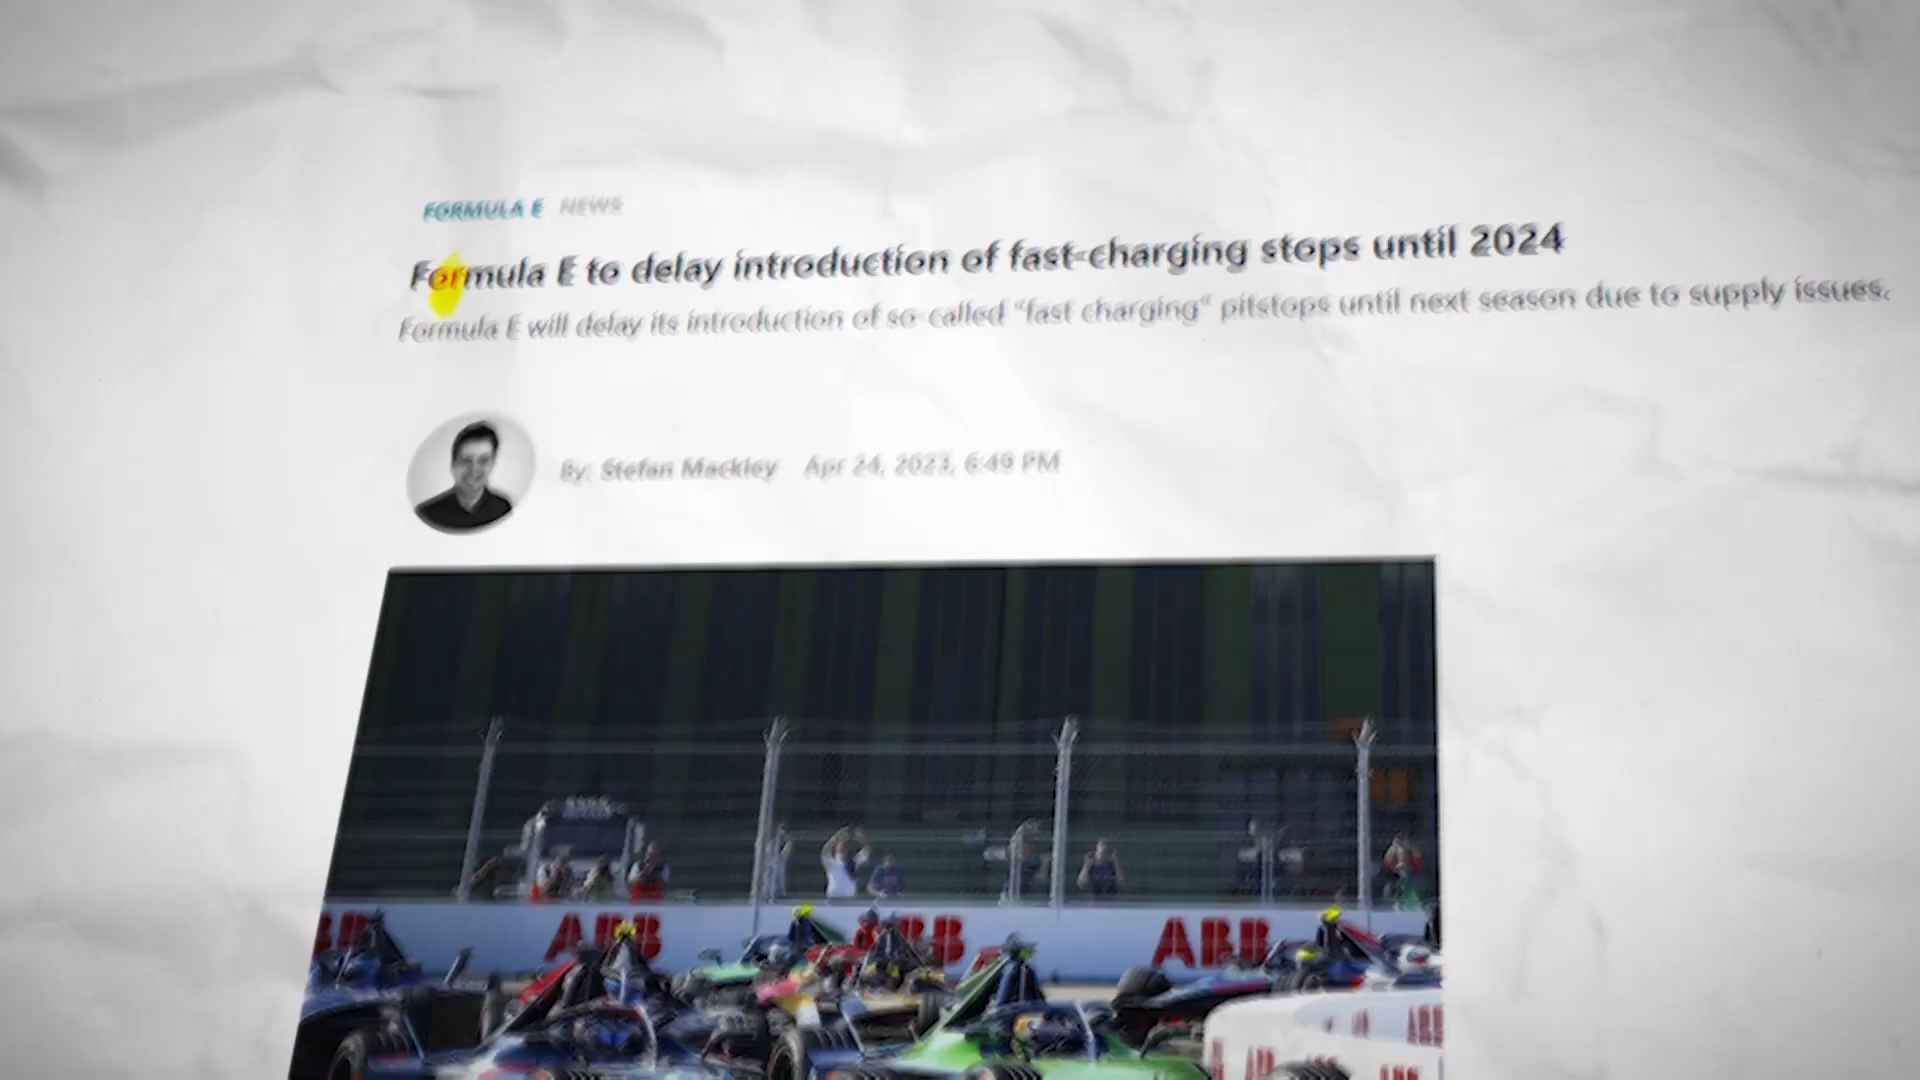 FORMULA E NEWS
Formula E to delay introduction of fast-charging stops until 2024
Formula E will delay its introduction of so-called "fast charging" pitstops until next season due to supply issues.
By: Stefan Mackley Apr 24, 2023, 6:49 PM
ABB ABB ABB
ABB